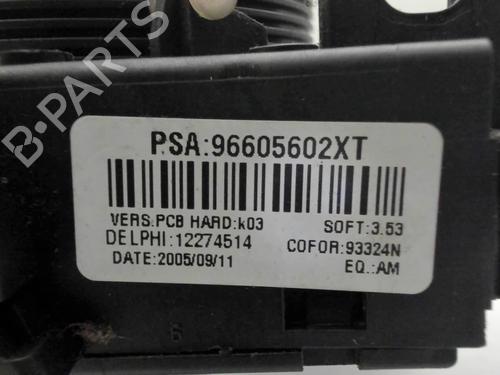 PSA:96605602XT
VERS.PCB HARD:k03 SOFT:3.53
DELPHI:12274514 COFOR:93324N
DATE:2005/09/11 EQ.:AM
B-PARTS